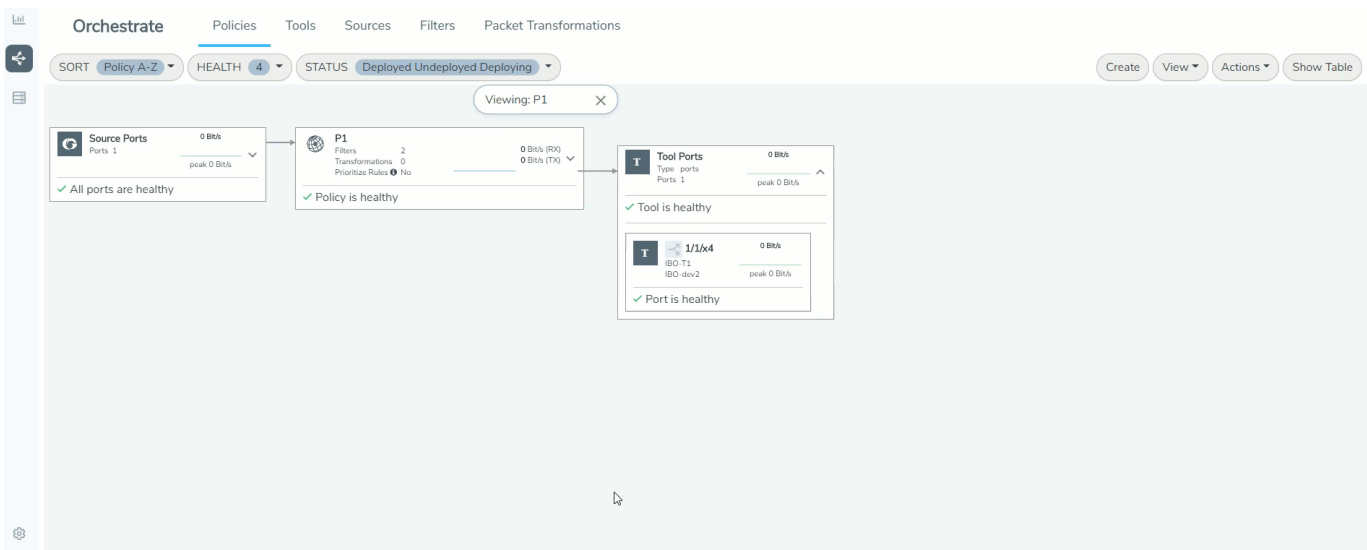 Orchestrate
Policies
Tools
Sources
Filters
Packet Transformations
SORT Policy A-Z
HEALTH 4
STATUS Deployed Undeployed Deploying
Create
View
Actions
Show Table
Viewing: P1
Source Ports
Ports 1
0 Bit/s
peak 0 Bit/s
All ports are healthy
P1
Filters 2
Transformations 0
Prioritize Rules No
0 Bit/s (RX)
0 Bit/s (TX)
Policy is healthy
T
Tool Ports
Type ports
Ports 1
0 Bit/s
peak 0 Bit/s
Tool is healthy
T
1/1/x4
IBO-T1
IBO-dev2
0 Bit/s
peak 0 Bit/s
Port is healthy